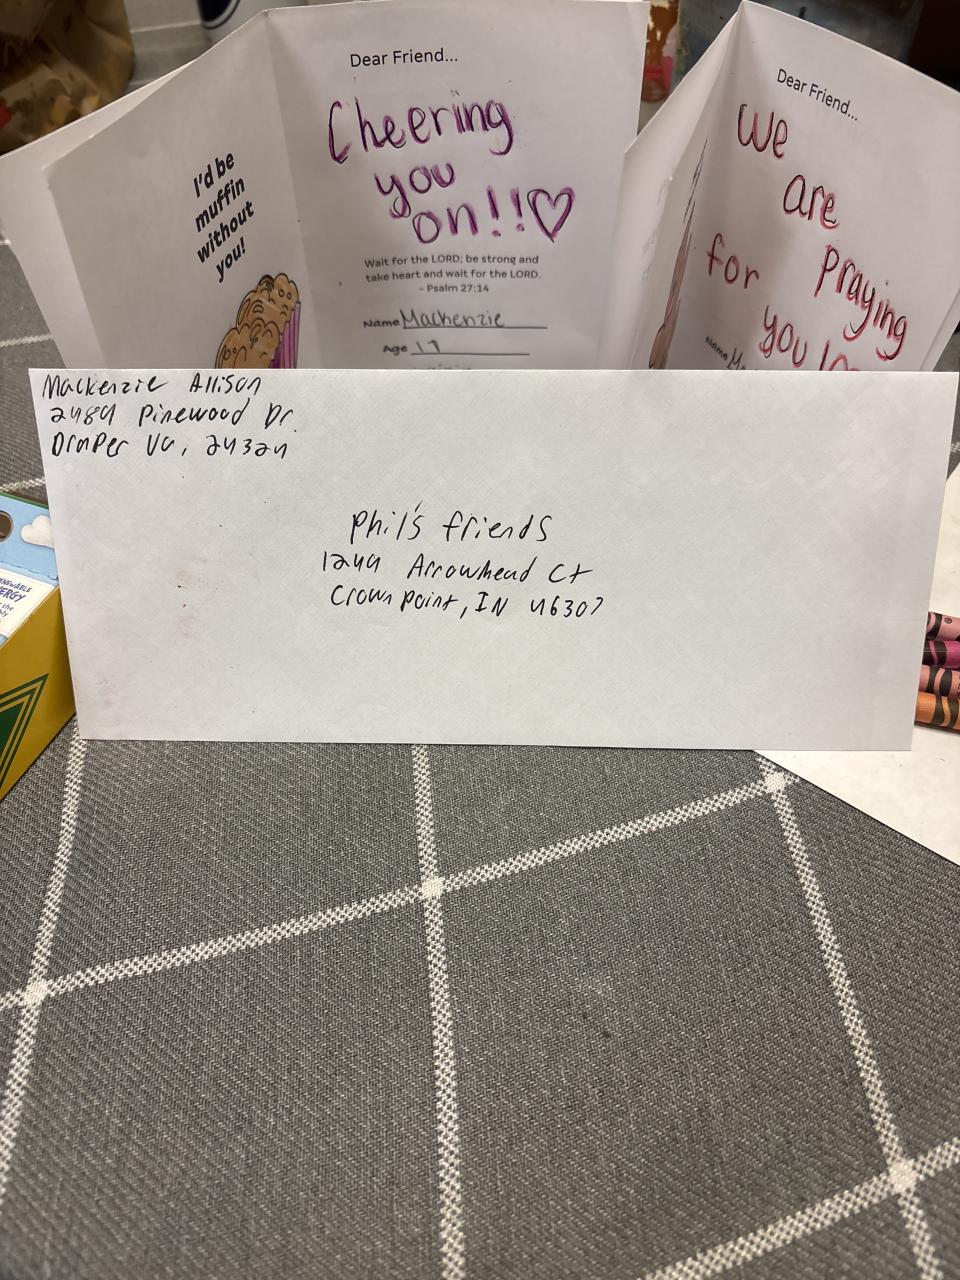 Dear Friend...
Cheering
you
on!!♡
Wait for the LORD; be strong and
take heart and wait for the LORD.
- Psalm 27:14
Name Mackenzie
Age 17
I'd be
muffin
without
you!
Dear Friend...
We
are
praying
for
you
Name
Mackenzie Allison
2489 Pinewood Dr.
Draper Va, 24324
Phil's friends
1249 Arrowhead Ct
Crown Point, IN 46307